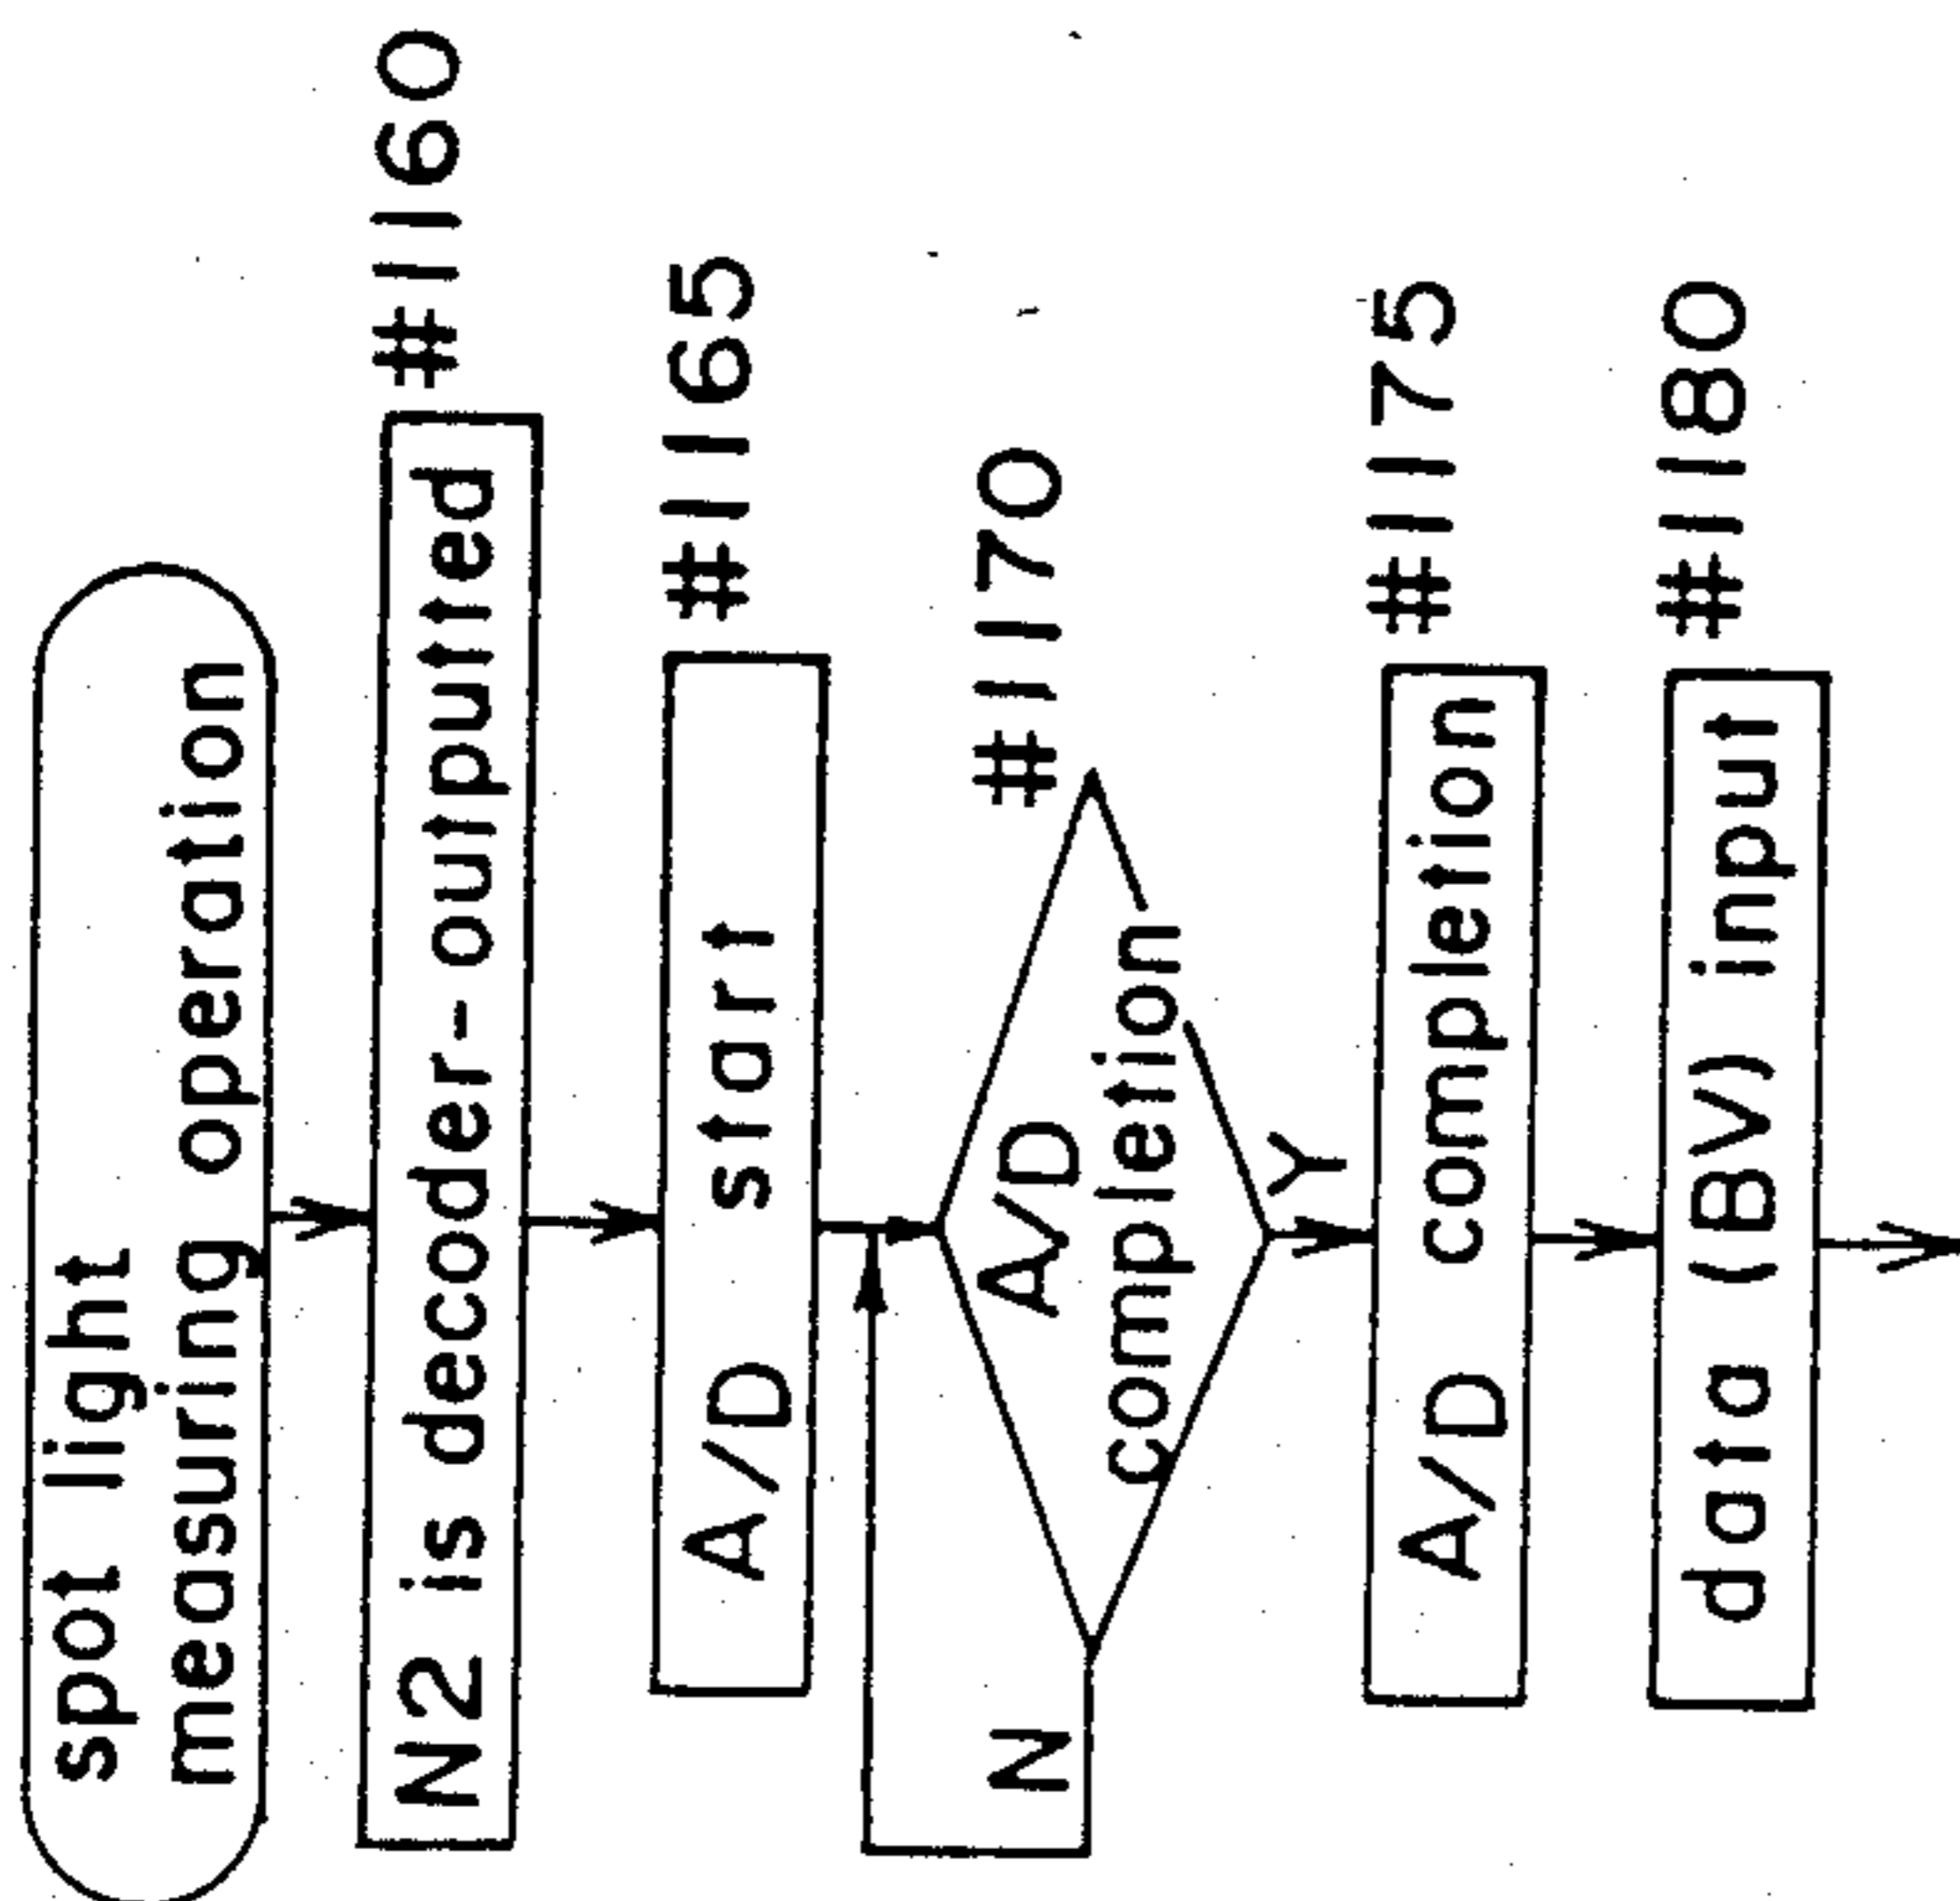 spot light
measuring operation
#1160
N2 is decoder-outputted
#1165
A/D start
#1170
A/D
completion
N
Y
#1175
A/D completion
#1180
data (BV) input